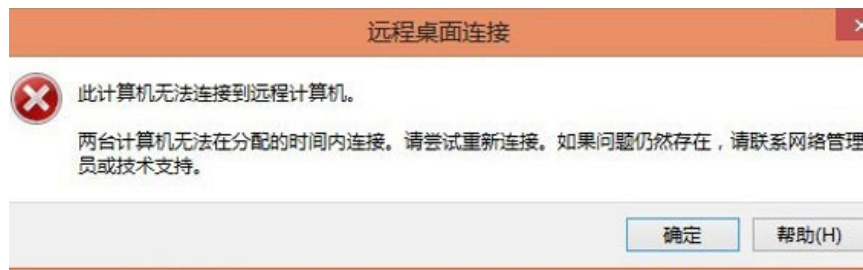 远程桌面连接
此计算机无法连接到远程计算机。
两台计算机无法在分配的时间内连接。请尝试重新连接。如果问题仍然存在，请联系网络管理
员或技术支持。
确定
帮助(H)